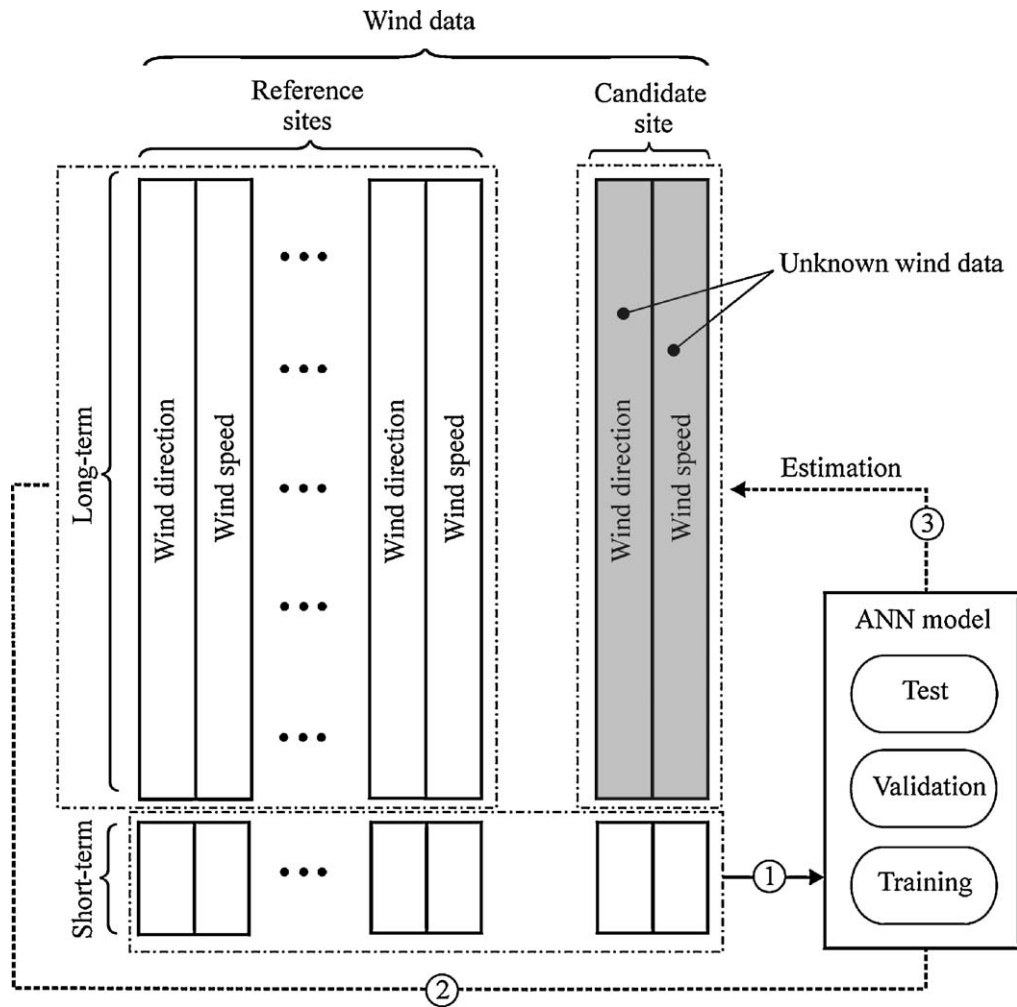 Wind data
Reference
sites
Candidate
site
Unknown wind data
Long-term
Wind direction
Wind speed
Wind direction
Wind speed
Wind direction
Wind speed
Estimation
3
ANN model
Test
Validation
Training
Short-term
1
2